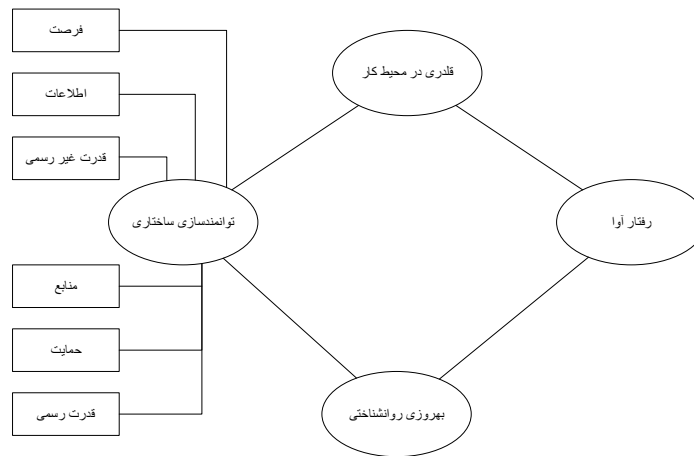 فرصت
اطلاعات
قدرت غیر رسمی
منابع
حمایت
قدرت رسمی
توانمندسازی ساختاری
قلدری در محیط کار
بهروزی روانشناختی
رفتار آوا